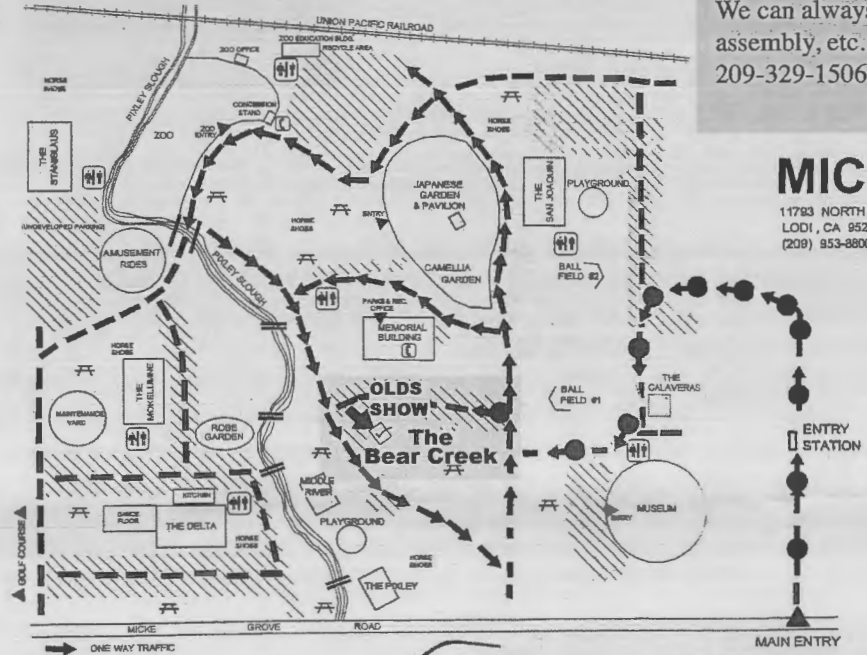 We can always
assembly, etc.
209-329-1506
MIC
11793 NORTH
LODI, CA 952
(209) 953-8800
UNION PACIFIC RAILROAD
ZOO OFFICE
ZOO EDUCATION BLDG.
RECYCLE AREA
PIXLEY SLOUGH
HORSE
SHOES
CONCESSION
STAND
ZOO
ZOO
ENTRY
THE
STANISLAUS
HORSE
SHOES
JAPANESE
GARDEN
& PAVILION
THE
SAN JOAQUIN
PLAYGROUND
(UNDEVELOPED PARKING)
HORSE
SHOES
ENTRY
AMUSEMENT
RIDES
PIXLEY SLOUGH
CAMELLIA
GARDEN
BALL
FIELD #2
PARKS & REC.
OFFICE
MEMORIAL
BUILDING
HORSE
SHOES
THE
MOKELUMNE
MAINTENANCE
YARD
OLDS
SHOW
The
Bear Creek
BALL
FIELD #1
THE
CALAVERAS
ENTRY
STATION
ROSE
GARDEN
MIDDLE
RIVER
KITCHEN
DANCE
FLOOR
THE DELTA
HORSE
SHOES
PLAYGROUND
ENTRY
MUSEUM
GOLF COURSE
HORSE
SHOES
THE PIXLEY
MICKE GROVE ROAD
MAIN ENTRY
ONE WAY TRAFFIC